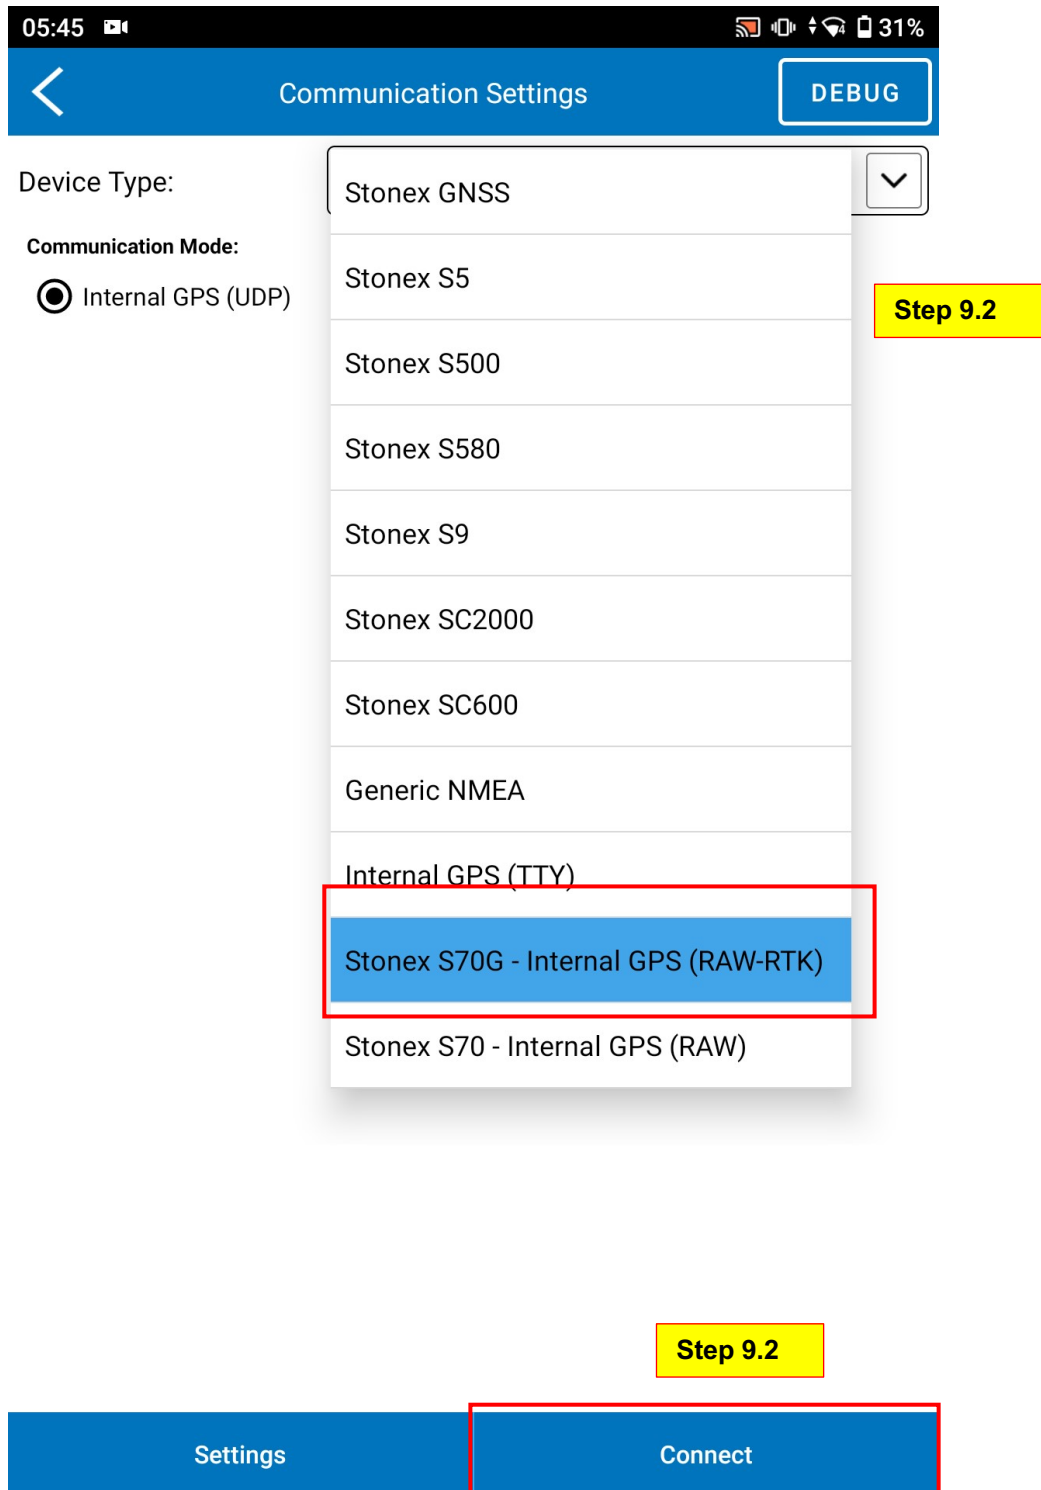 05:45
31%
Communication Settings
DEBUG
Device Type:
Stonex GNSS
Communication Mode:
Internal GPS (UDP)
Stonex S5
Step 9.2
Stonex S500
Stonex S580
Stonex S9
Stonex SC2000
Stonex SC600
Generic NMEA
Internal GPS (TTY)
Stonex S70G - Internal GPS (RAW-RTK)
Stonex S70 - Internal GPS (RAW)
Step 9.2
Settings
Connect